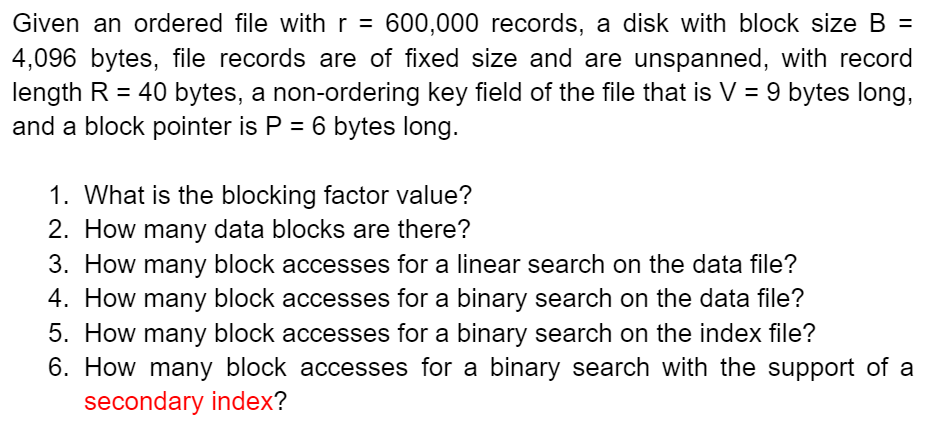 Given an ordered file with r = 600,000 records, a disk with block size B =
4,096 bytes, file records are of fixed size and are unspanned, with record
length R = 40 bytes, a non-ordering key field of the file that is V = 9 bytes long,
and a block pointer is P = 6 bytes long.
1. What is the blocking factor value?
2. How many data blocks are there?
3. How many block accesses for a linear search on the data file?
4. How many block accesses for a binary search on the data file?
5. How many block accesses for a binary search on the index file?
6. How many block accesses for a binary search with the support of a
secondary index?